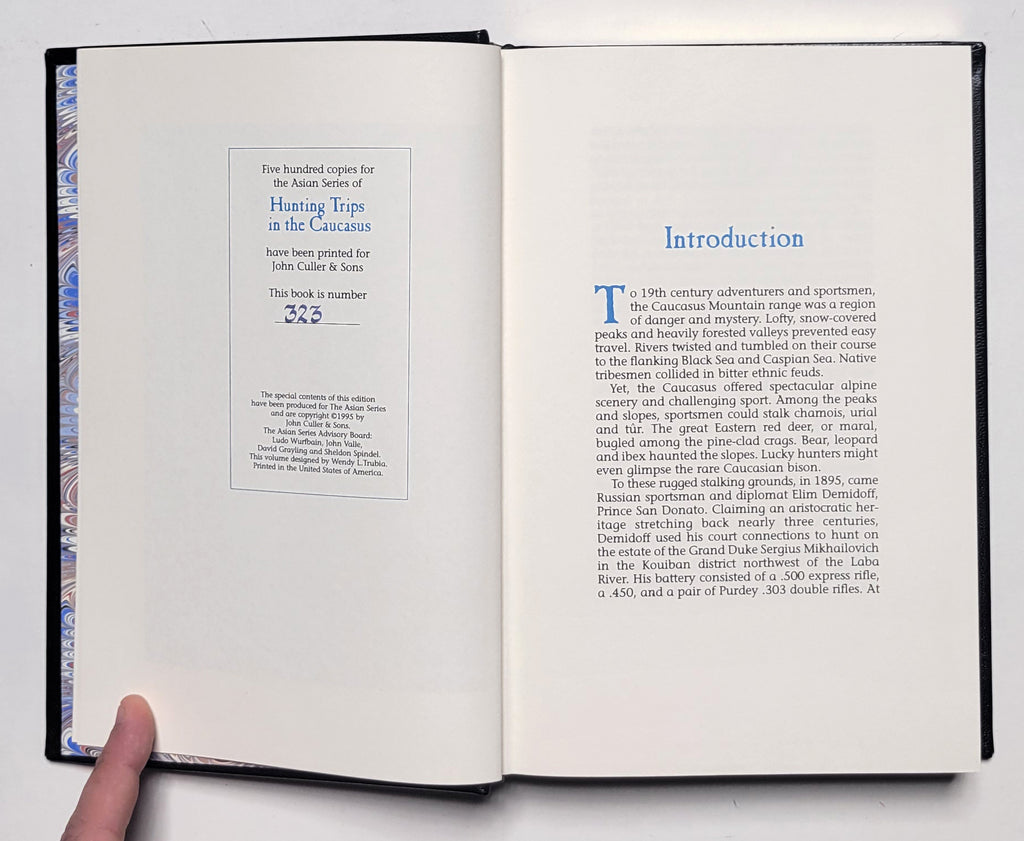 Five hundred copies for
the Asian Series of
Hunting Trips
in the Caucasus
have been printed for
John Culler & Sons
This book is number
323
The special contents of this edition
have been produced for The Asian Series
and are copyright ©1995 by
John Culler & Sons.
The Asian Series Advisory Board:
Ludo Wurfbain, John Valle,
David Grayling and Sheldon Spindel.
This volume designed by Wendy L.Trubia.
Printed in the United States of America.
Introduction
To 19th century adventurers and sportsmen,
the Caucasus Mountain range was a region
of danger and mystery. Lofty, snow-covered
peaks and heavily forested valleys prevented easy
travel. Rivers twisted and tumbled on their course
to the flanking Black Sea and Caspian Sea. Native
tribesmen collided in bitter ethnic feuds.
Yet, the Caucasus offered spectacular alpine
scenery and challenging sport. Among the peaks
and slopes, sportsmen could stalk chamois, urial
and tûr. The great Eastern red deer, or maral,
bugled among the pine-clad crags. Bear, leopard
and ibex haunted the slopes. Lucky hunters might
even glimpse the rare Caucasian bison.
To these rugged stalking grounds, in 1895, came
Russian sportsman and diplomat Elim Demidoff,
Prince San Donato. Claiming an aristocratic her-
itage stretching back nearly three centuries,
Demidoff used his court connections to hunt on
the estate of the Grand Duke Sergius Mikhailovich
in the Kouiban district northwest of the Laba
River. His battery consisted of a .500 express rifle,
a .450, and a pair of Purdey .303 double rifles. At